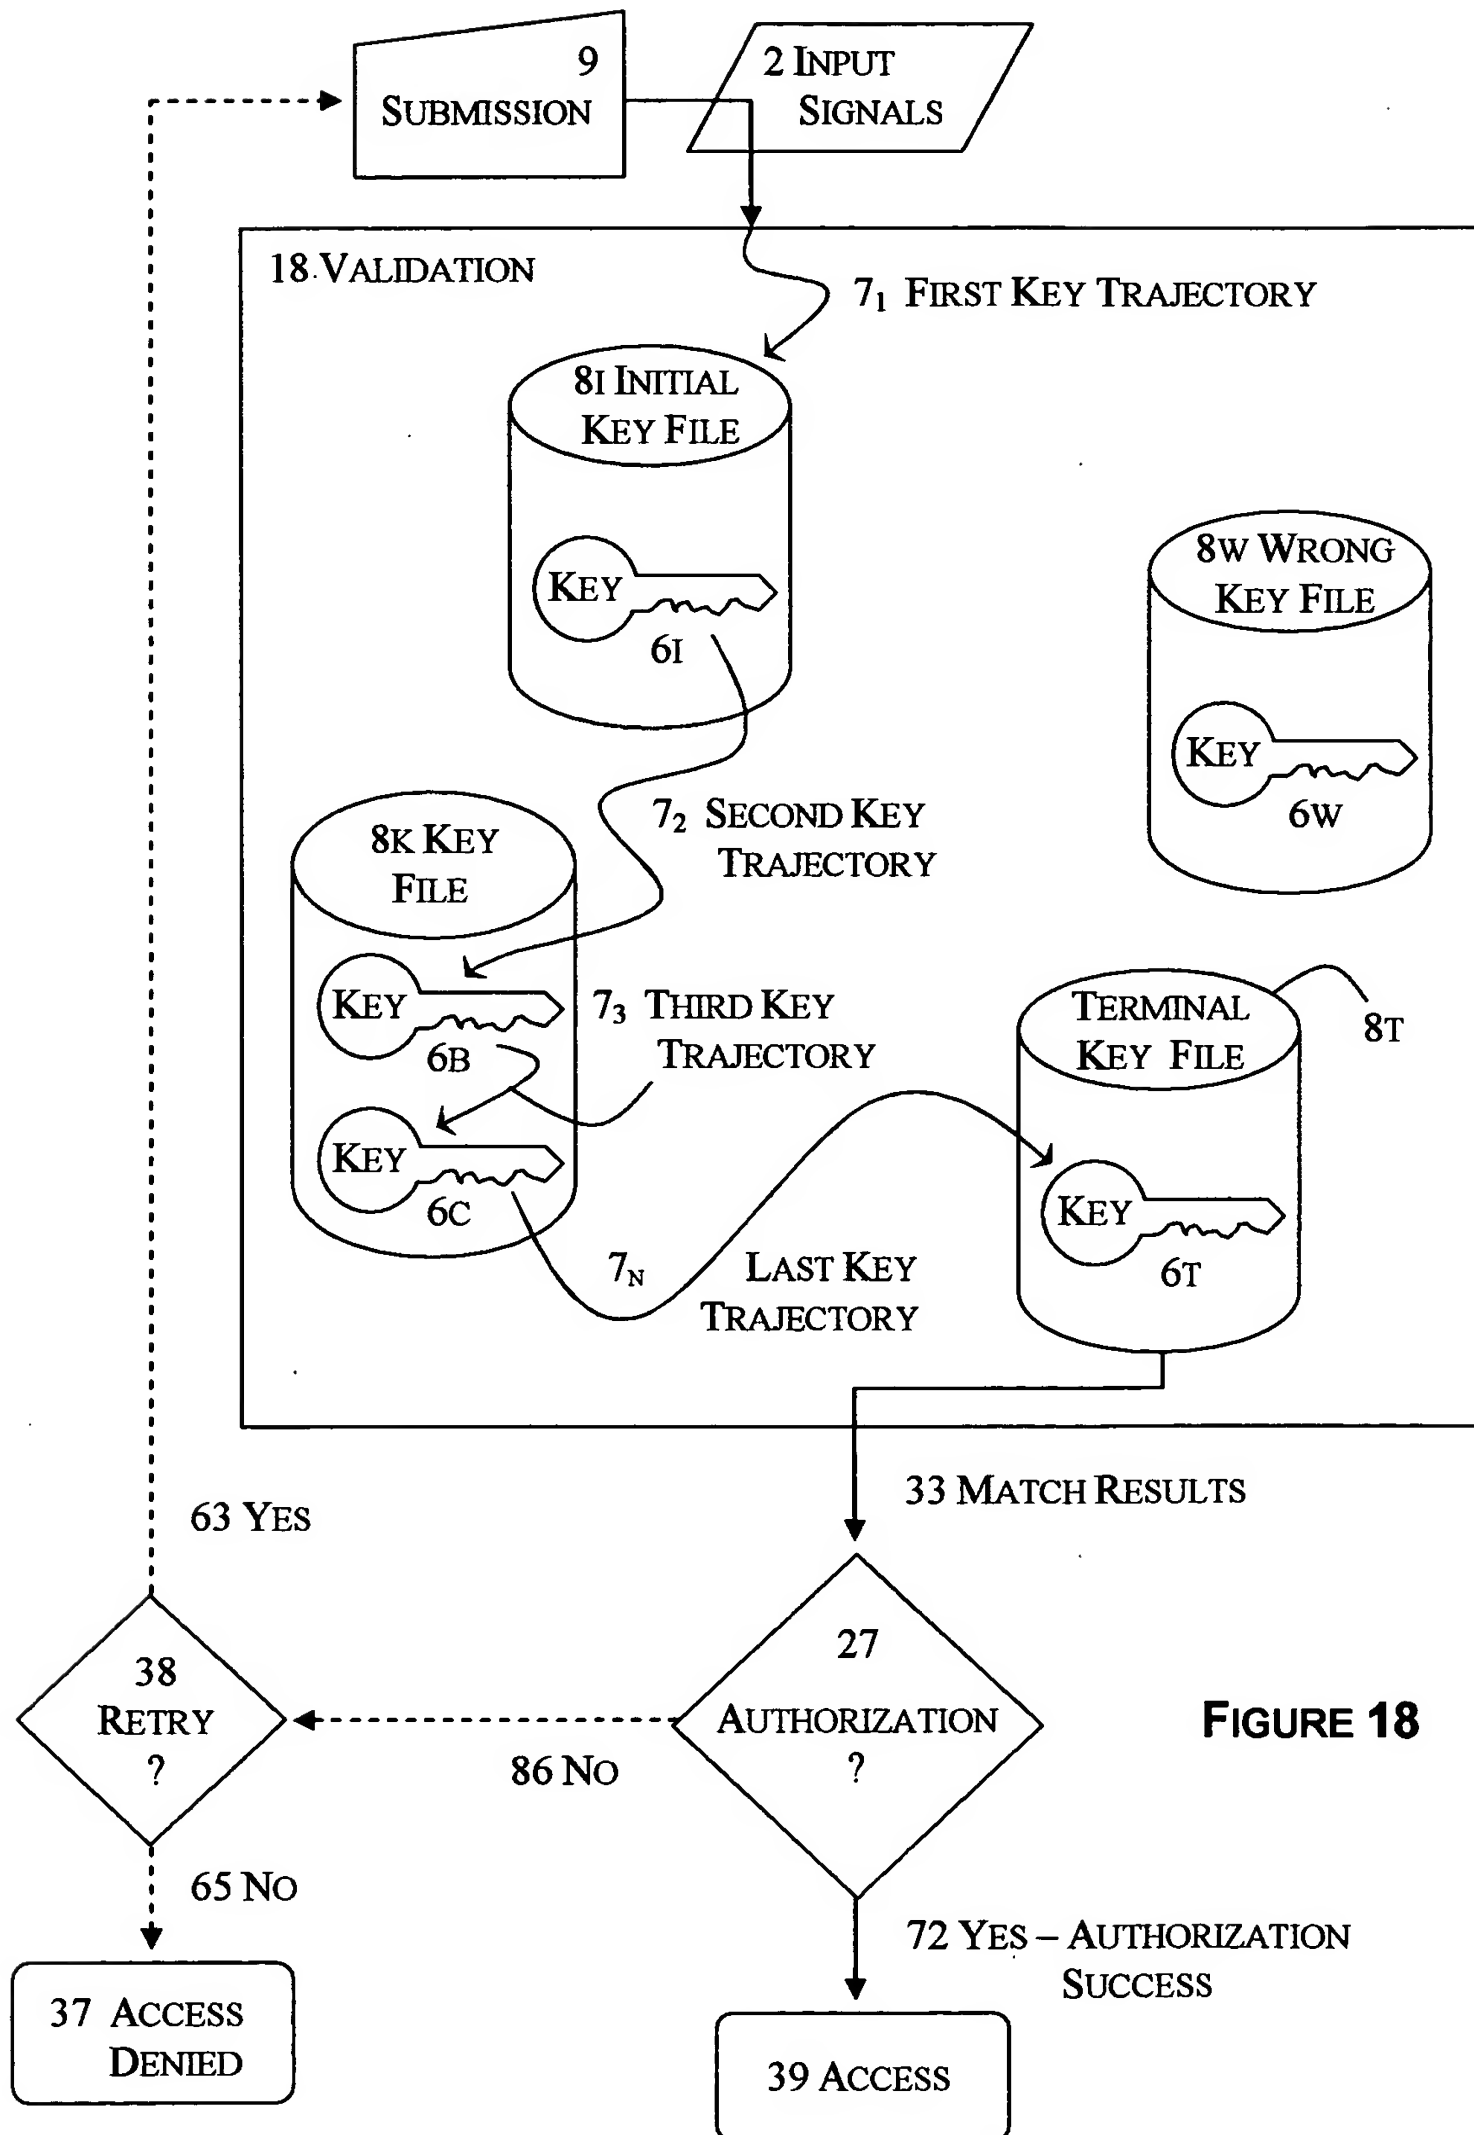 9
SUBMISSION
2 INPUT
SIGNALS
18 VALIDATION
7₁ FIRST KEY TRAJECTORY
8I INITIAL
KEY FILE
KEY
6I
8W WRONG
KEY FILE
KEY
6W
7₂ SECOND KEY
TRAJECTORY
8K KEY
FILE
KEY
6B
7₃ THIRD KEY
TRAJECTORY
KEY
6C
TERMINAL
KEY FILE
8T
KEY
6T
7N LAST KEY
TRAJECTORY
33 MATCH RESULTS
63 YES
38
RETRY
?
27
AUTHORIZATION
?
86 NO
FIGURE 18
65 NO
72 YES – AUTHORIZATION
SUCCESS
37 ACCESS
DENIED
39 ACCESS